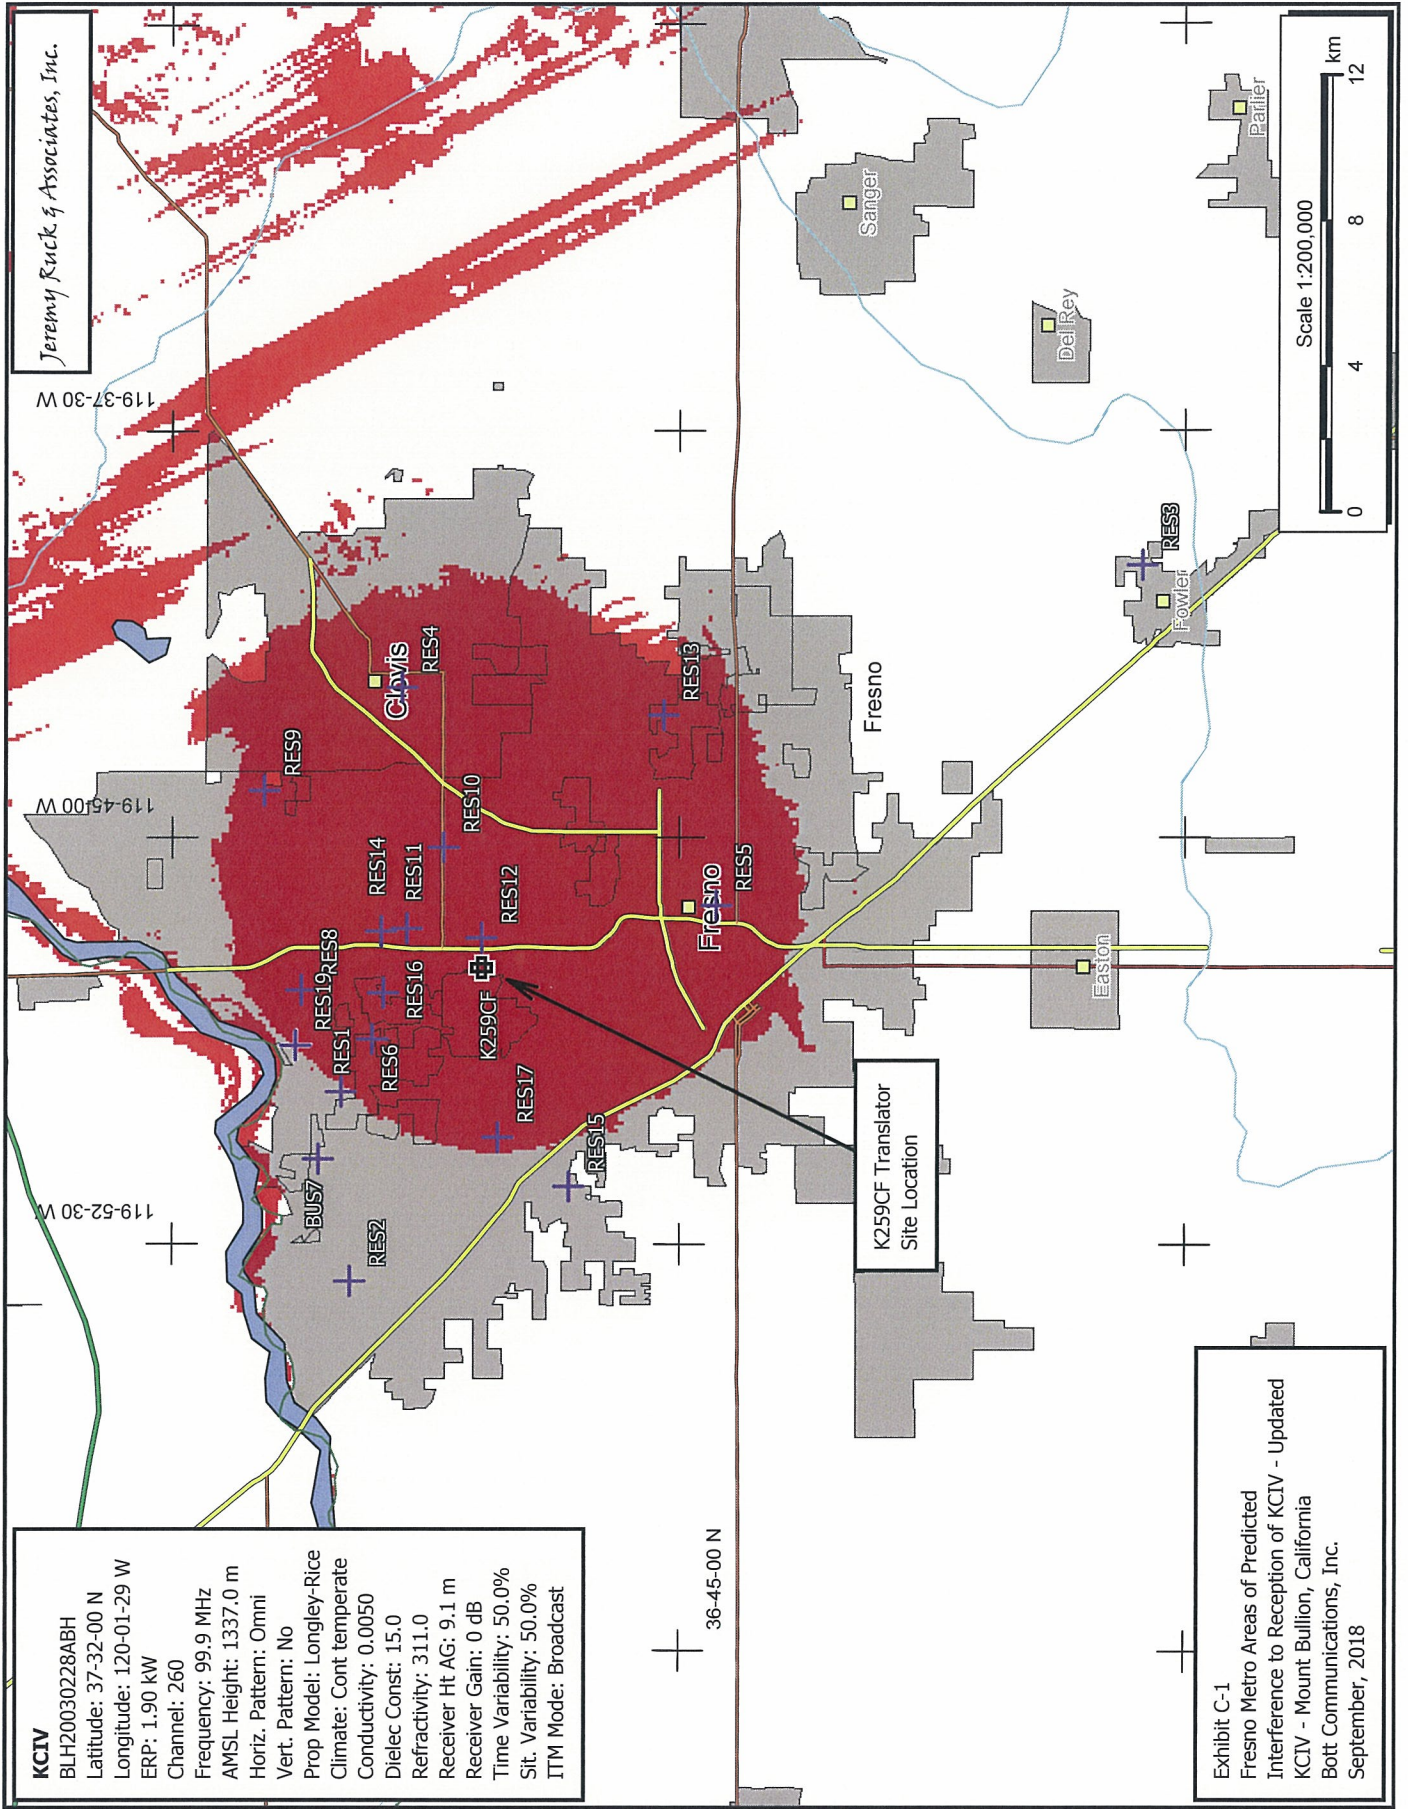 KCIV
BLH20030228ABH
Latitude: 37-32-00 N
Longitude: 120-01-29 W
ERP: 1.90 kW
Channel: 260
Frequency: 99.9 MHz
AMSL Height: 1337.0 m
Horiz. Pattern: Omni
Vert. Pattern: No
Prop Model: Longley-Rice
Climate: Cont temperate
Conductivity: 0.0050
Dielec Const: 15.0
Refractivity: 311.0
Receiver Ht AG: 9.1 m
Receiver Gain: 0 dB
Time Variability: 50.0%
Sit. Variability: 50.0%
ITM Mode: Broadcast
Jeremy Ruck & Associates, Inc.
119-52-30 W
119-45-00 W
119-37-30 W
36-45-00 N
BUS7
RES2
RES1
RES19
RES8
RES6
RES16
RES14
RES11
RES9
RES10
RES12
Clovis
RES4
K259CF
RES17
RES15
RES13
Fresno
RES5
Fresno
K259CF Translator
Site Location
Sanger
Del Rey
Parlier
Easton
Fowler
RES3
Exhibit C-1
Fresno Metro Areas of Predicted
Interference to Reception of KCIV - Updated
KCIV - Mount Bullion, California
Bott Communications, Inc.
September, 2018
Scale 1:200,000
0 4 8 12
km